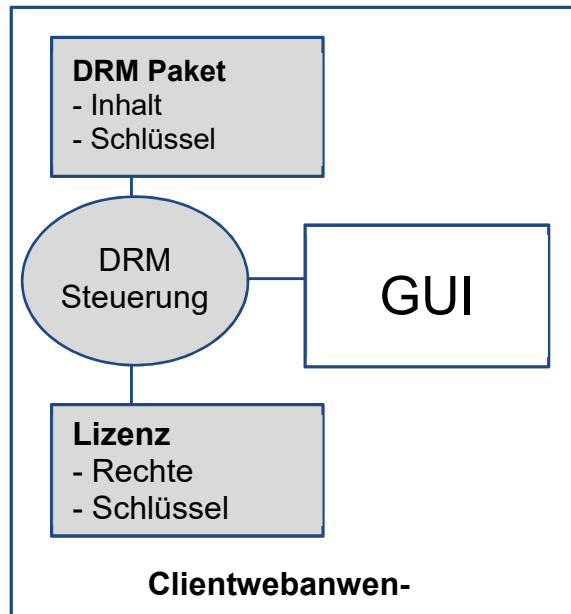 DRM Paket
- Inhalt
- Schlüssel
DRM
Steuerung
GUI
Lizenz
- Rechte
- Schlüssel
Clientwebanwen-